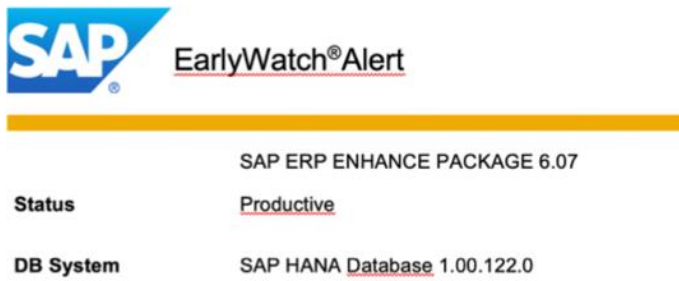 SAP®
EarlyWatch®Alert
SAP ERP ENHANCE PACKAGE 6.07
Status Productive
DB System SAP HANA Database 1.00.122.0